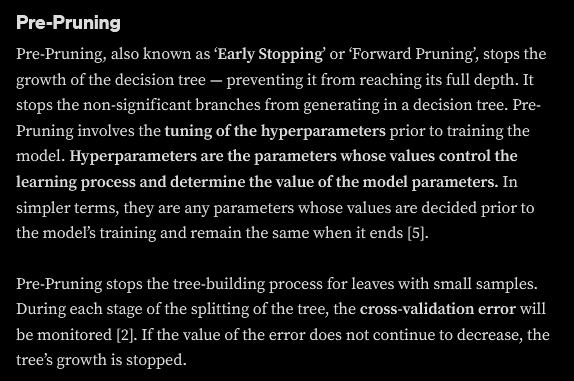 Pre-Pruning
Pre-Pruning, also known as ‘Early Stopping’ or ‘Forward Pruning’, stops the
growth of the decision tree — preventing it from reaching its full depth. It
stops the non-significant branches from generating in a decision tree. Pre-
Pruning involves the tuning of the hyperparameters prior to training the
model. Hyperparameters are the parameters whose values control the
learning process and determine the value of the model parameters. In
simpler terms, they are any parameters whose values are decided prior to
the model’s training and remain the same when it ends [5].
Pre-Pruning stops the tree-building process for leaves with small samples.
During each stage of the splitting of the tree, the cross-validation error will
be monitored [2]. If the value of the error does not continue to decrease, the
tree’s growth is stopped.